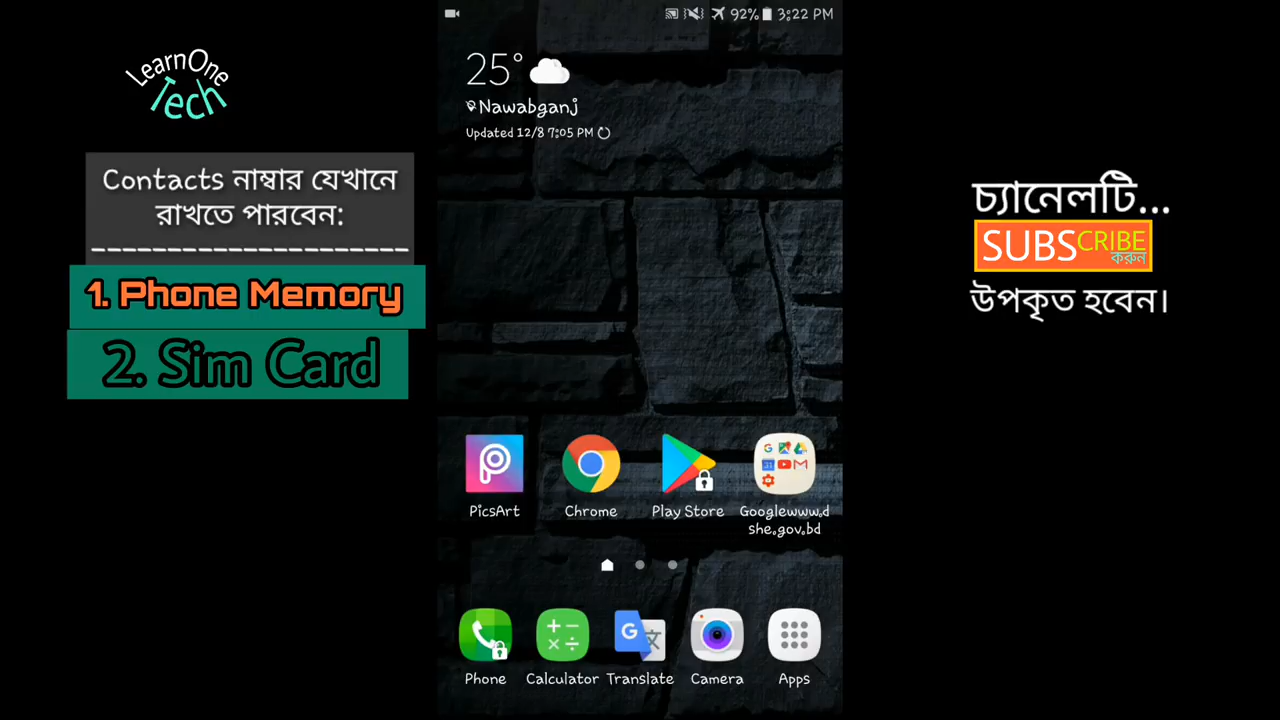 LearnOne
Tech
Contacts নাম্বার যেখানে
রাখতে পারবেন:
----------------------
1. Phone Memory
2. Sim Card
92% 3:22 PM
25°
Nawabganj
Updated 12/8 7:05 PM
PicsArt
Chrome
Play Store
Googlewww.d
she.gov.bd
Phone
Calculator
Translate
Camera
Apps
চ্যানেলটি...
SUBSCRIBE
করুন
উপকৃত হবেন।